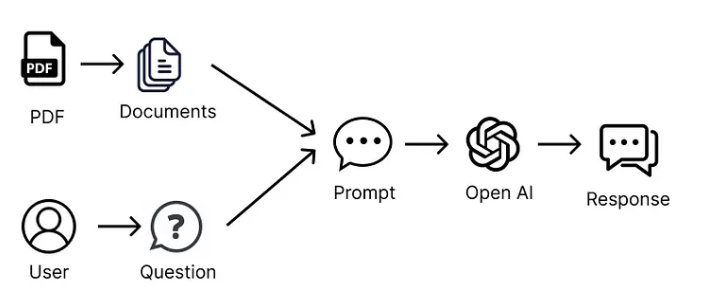 PDF
PDF
Documents
Prompt
Open AI
Response
?
User
Question